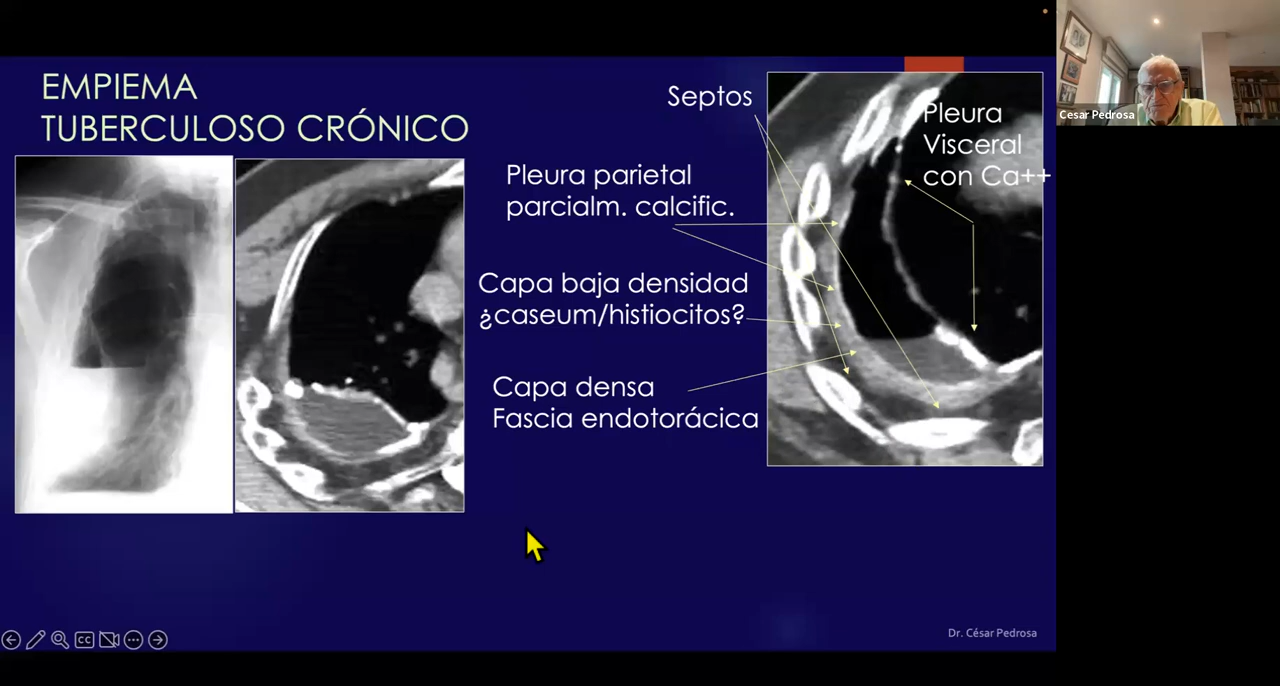 EMPIEMA
TUBERCULOSO CRÓNICO
Septos
Pleura parietal
parcialm. calcific.
Capa baja densidad
¿caseum/histiocitos?
Capa densa
Fascia endotorácica
Pleura
Visceral
con Ca++
Dr. César Pedrosa
Cesar Pedrosa
CC